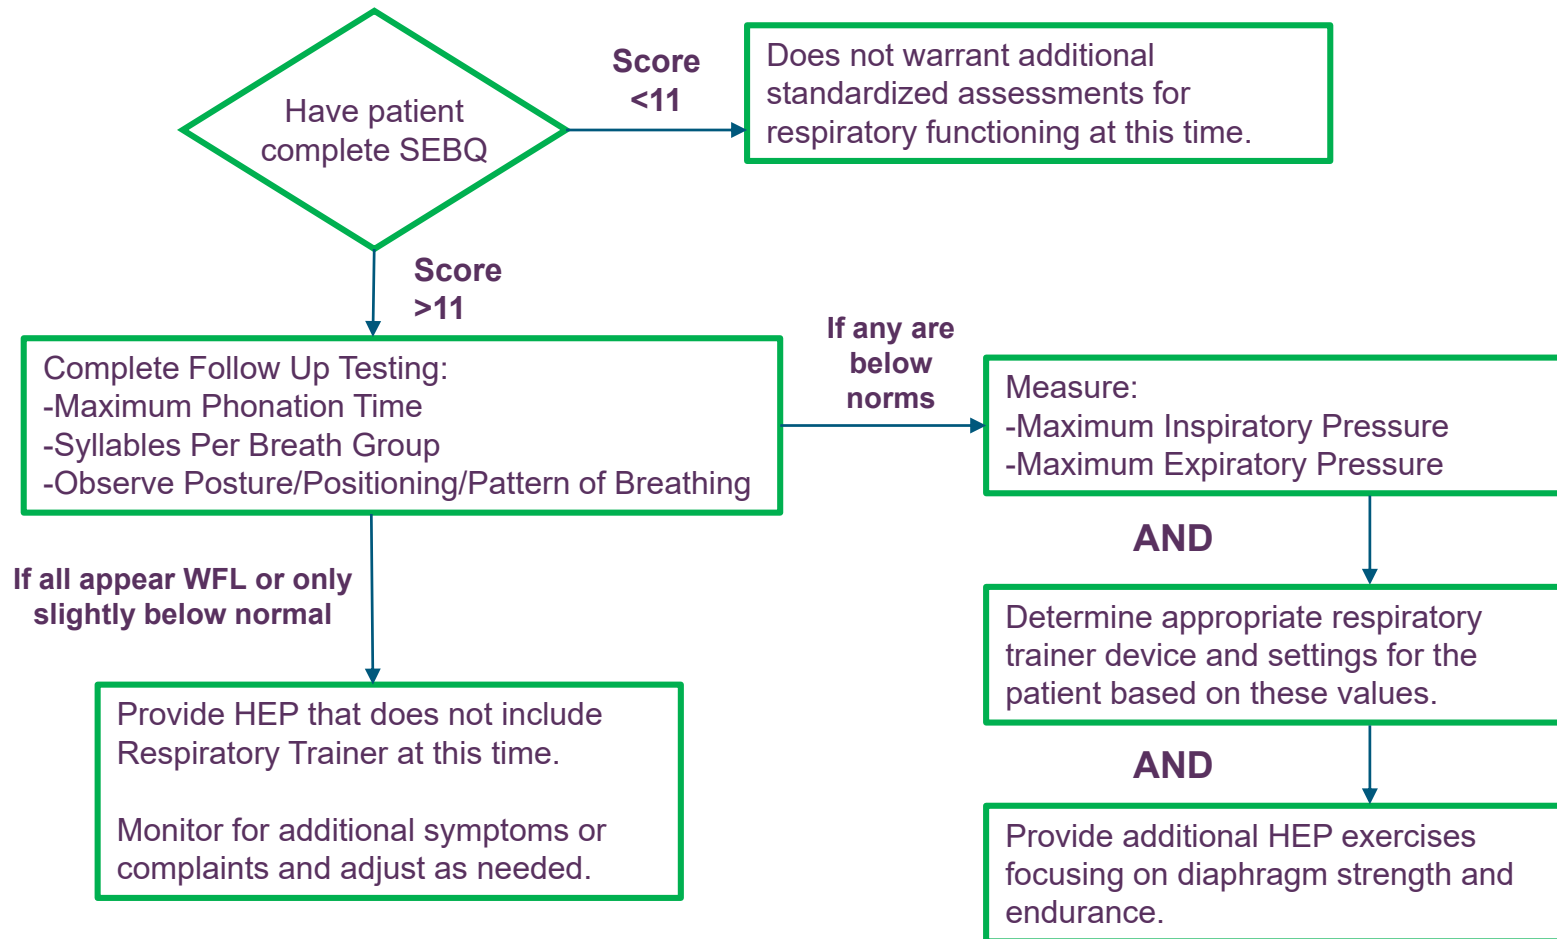 Have patient
complete SEBQ
Score
<11
Does not warrant additional
standardized assessments for
respiratory functioning at this time.
Score
>11
Complete Follow Up Testing:
-Maximum Phonation Time
-Syllables Per Breath Group
-Observe Posture/Positioning/Pattern of Breathing
If any are
below
norms
Measure:
-Maximum Inspiratory Pressure
-Maximum Expiratory Pressure
AND
Determine appropriate respiratory
trainer device and settings for the
patient based on these values.
AND
Provide additional HEP exercises
focusing on diaphragm strength and
endurance.
If all appear WFL or only
slightly below normal
Provide HEP that does not include
Respiratory Trainer at this time.
Monitor for additional symptoms or
complaints and adjust as needed.